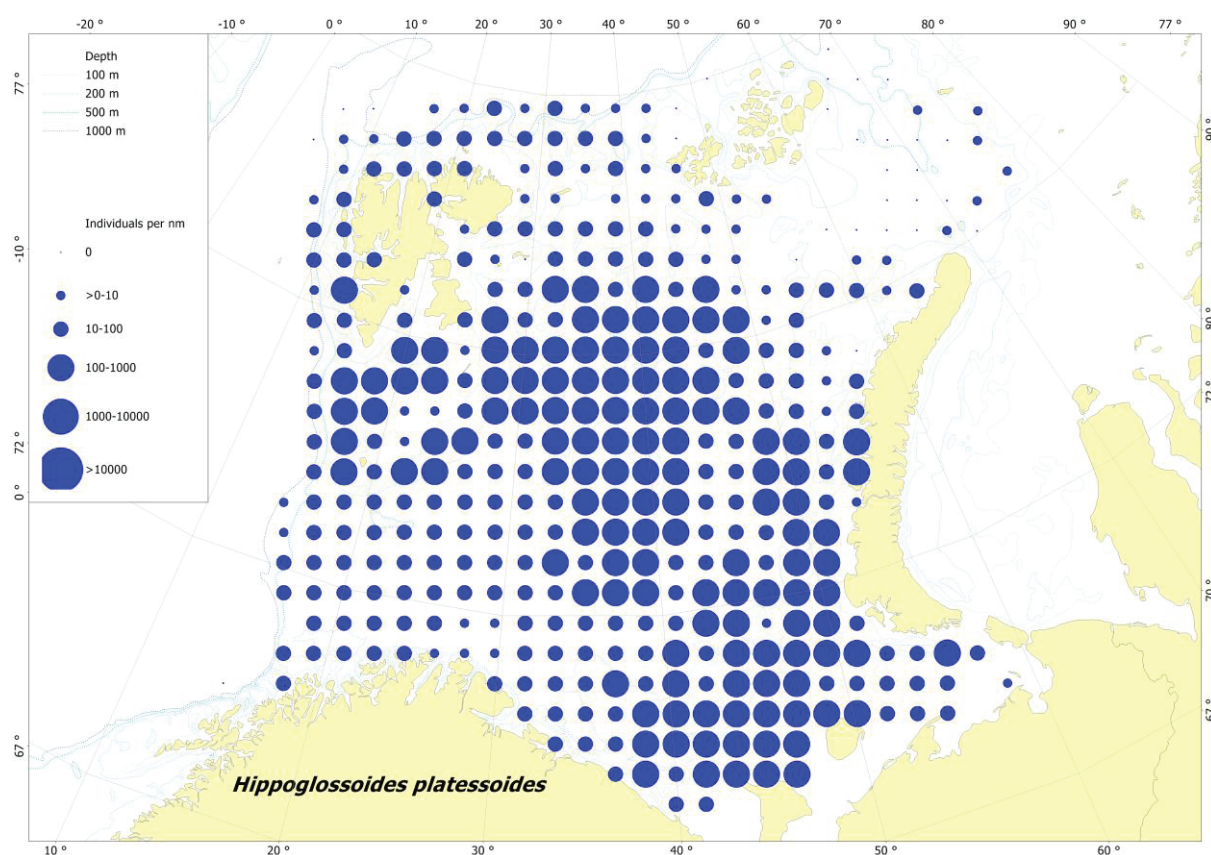 -20 ° -10 ° 0 ° 10 ° 20 ° 30 ° 40 ° 50 ° 60 ° 70 ° 80 ° 90 ° 77 °
Depth
100 m
200 m
500 m
1000 m
77 °
90 °
Individuals per nm
0
-10 °
>0-10
10-100
80 °
100-1000
72 °
1000-10000
72 °
>10000
0 °
70 °
67 °
67 °
Hippoglossoides platessoides
10 ° 20 ° 30 ° 40 ° 50 ° 60 °